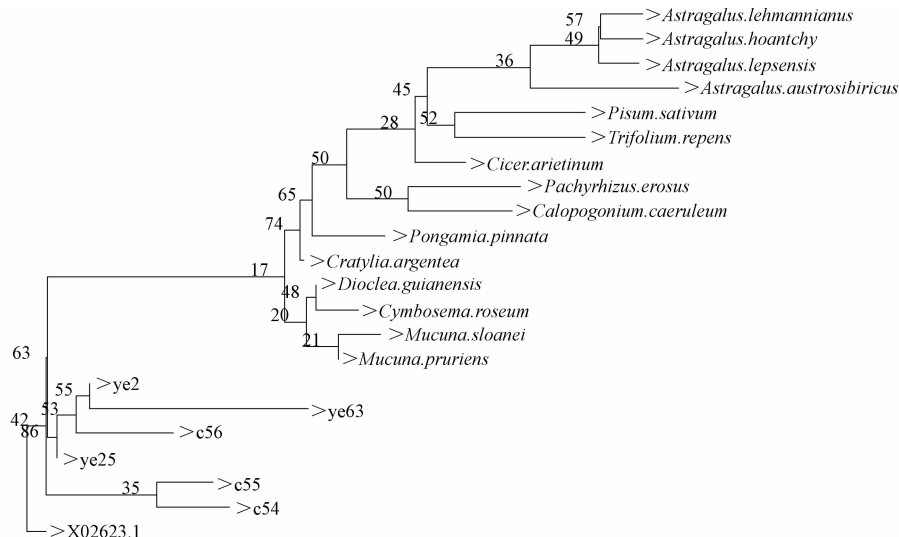 57
>Astragalus.lehmannianus
49
>Astragalus.hoantchy
36
>Astragalus.lepsensis
45
>Astragalus.austrosibiricus
28
52
>Pisum.sativum
>Trifolium.repens
50
>Cicer.arietinum
65
50
>Pachyrhizus.erosus
>Calopogonium.caeruleum
74
>Pongamia.pinnata
17
>Cratylia.argentea
48
>Dioclea.guianensis
20
>Cymbosema.roseum
21
>Mucuna.sloanei
>Mucuna.pruriens
63
55
>ye2
53
>ye63
42
86
>c56
>ye25
35
>c55
>c54
>X02623.1